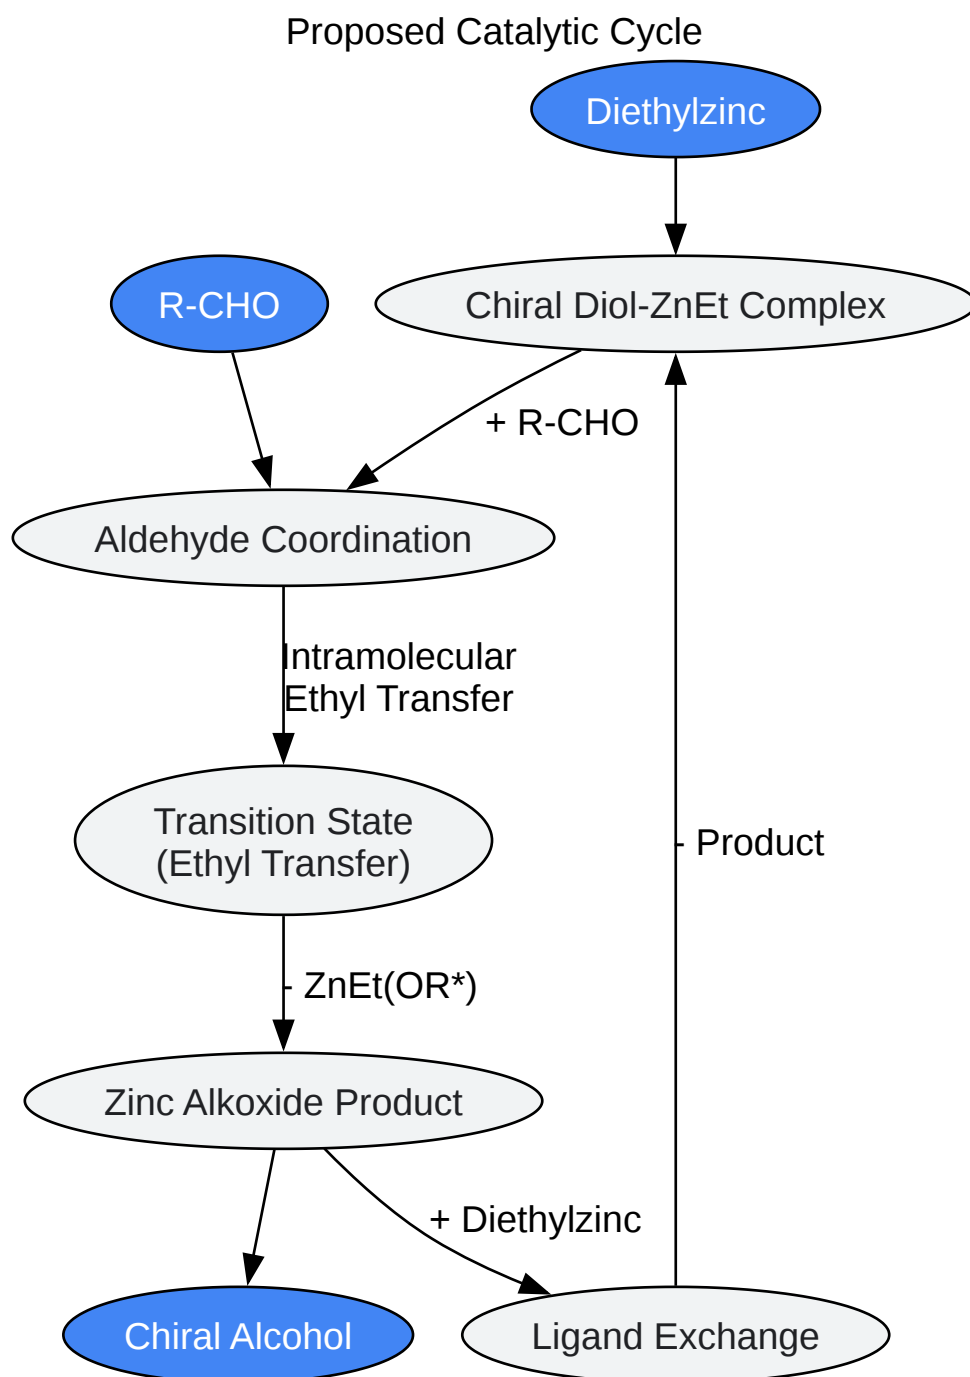 Proposed Catalytic Cycle
Diethylzinc
R-CHO
Chiral Diol-ZnEt Complex
+ R-CHO
Aldehyde Coordination
Intramolecular
Ethyl Transfer
Transition State
(Ethyl Transfer)
- Product
- ZnEt(OR*)
Zinc Alkoxide Product
+ Diethylzinc
Chiral Alcohol
Ligand Exchange